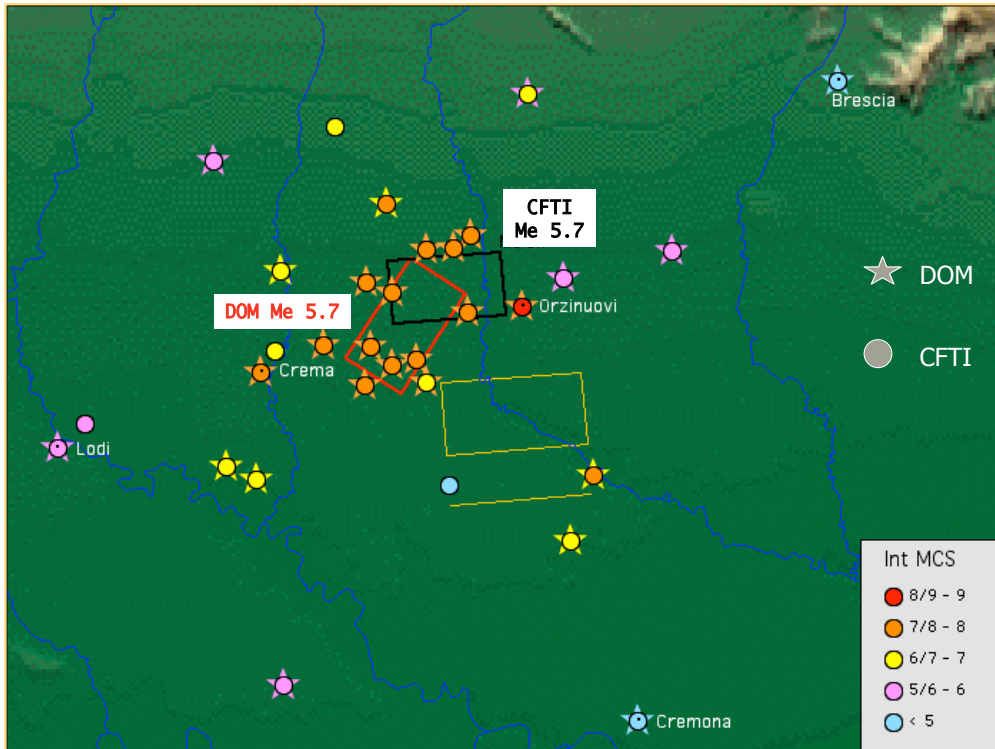 Brescia
CFTI
Me 5.7
DOM
Orzinuovi
DOM Me 5.7
CFTI
Crema
Lodi
Int MCS
8/9 - 9
7/8 - 8
6/7 - 7
5/6 - 6
< 5
Cremona